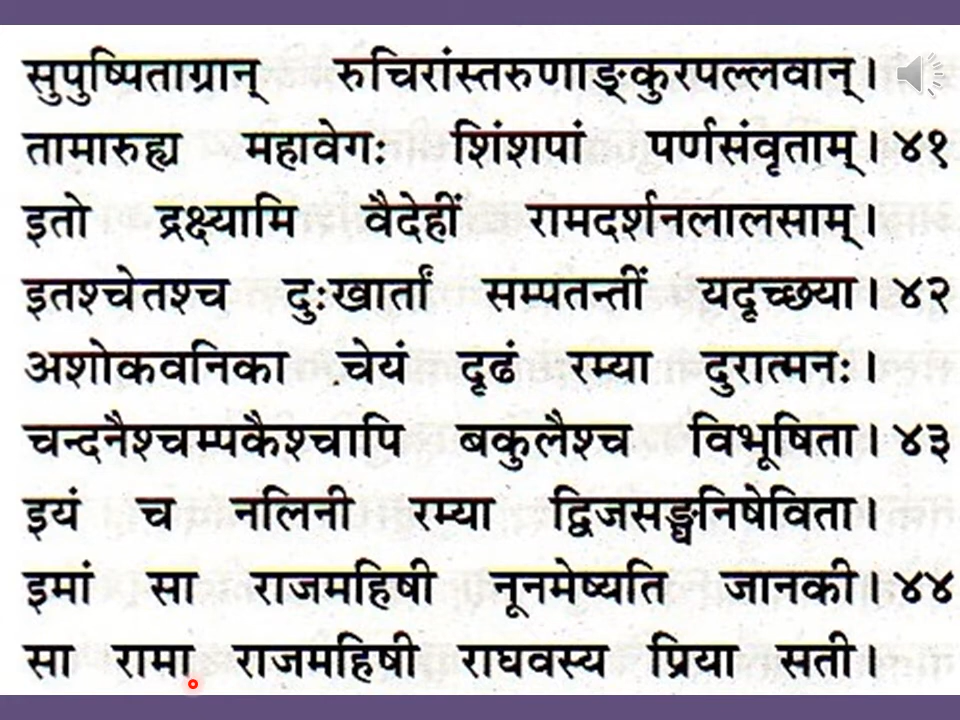 सुपुष्पिताग्रान् रुचिरांस्तरुणाङ्कुरपल्लवान् ।
तामारुह्य महावेगः शिंशपां पर्णसंवृताम् । ४१
इतो द्रक्ष्यामि वैदेहीं रामदर्शनलालसाम् ।
इतश्चेतश्च दुःखार्तां सम्पतन्तीं यदृच्छया । ४२
अशोकवनिका चेयं दृढं रम्या दुरात्मनः ।
चन्दनैश्चम्पकैश्चापि बकुलैश्च विभूषिता । ४३
इयं च नलिनी रम्या द्विजसङ्घनिषेविता ।
इमां सा राजमहिषी नूनमेष्यति जानकी । ४४
सा रामा राजमहिषी राघवस्य प्रिया सती ।